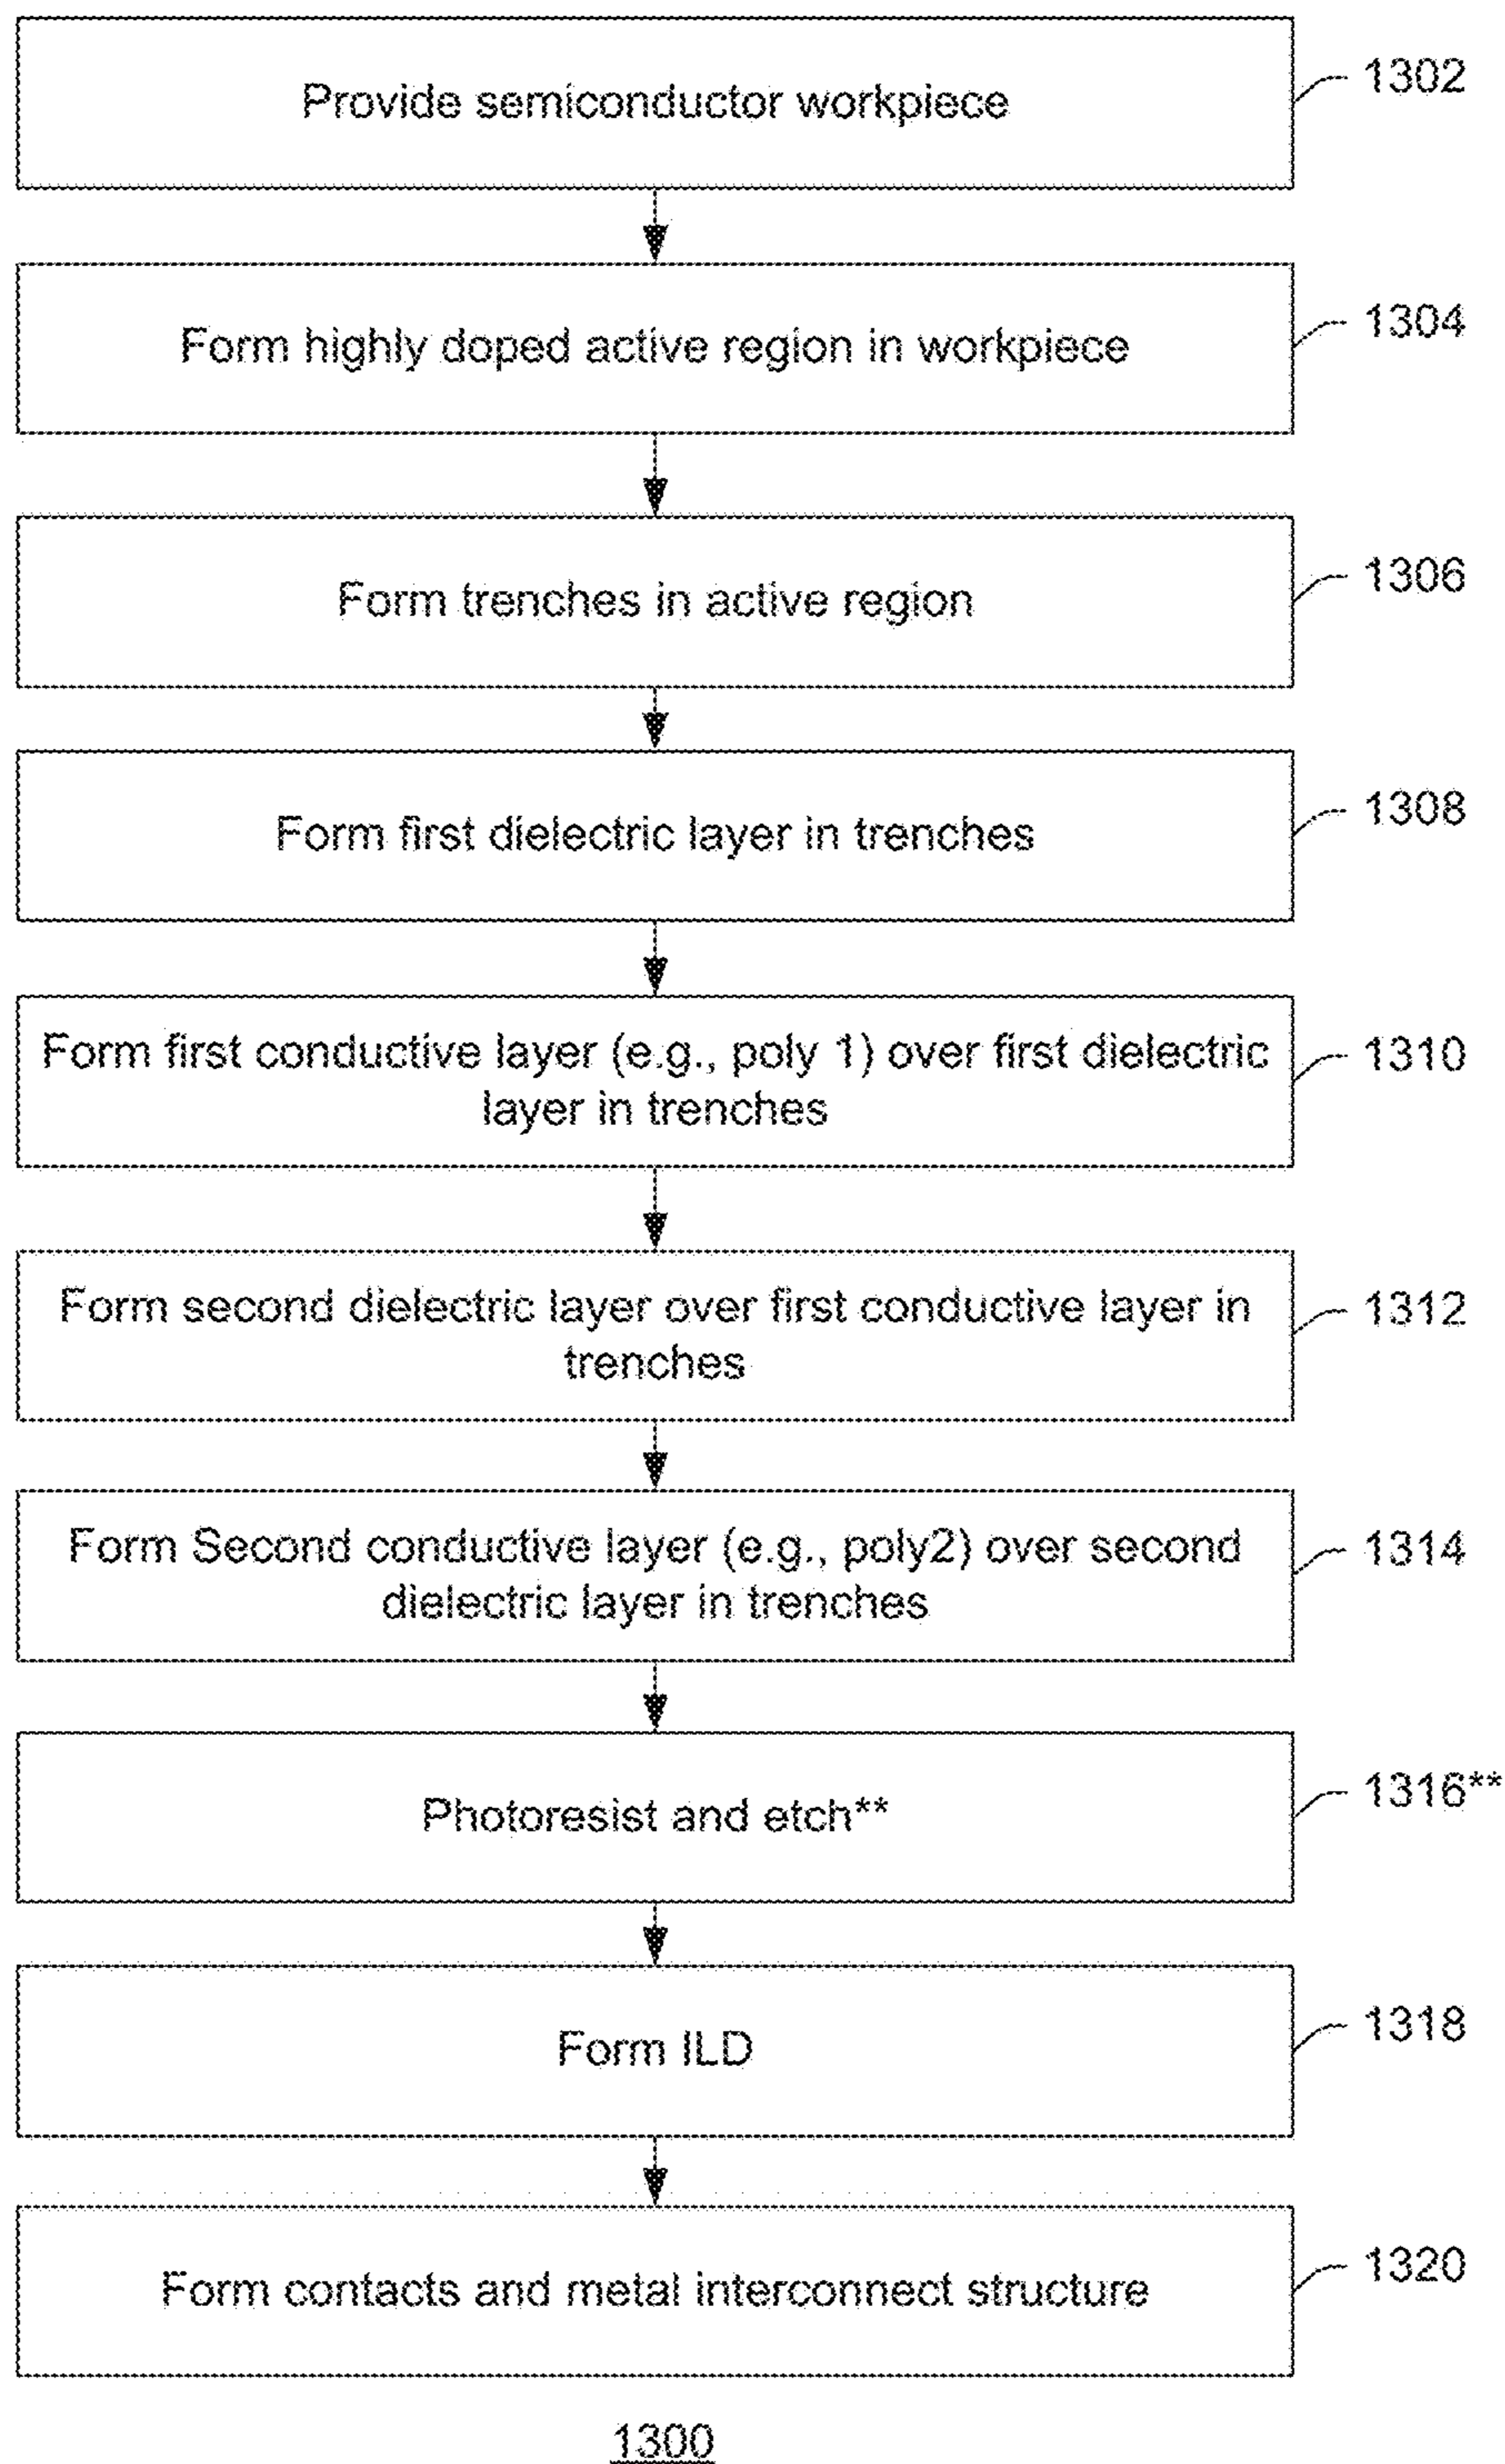 Provide semiconductor workpiece
1302
Form highly doped active region in workpiece
1304
Form trenches in active region
1306
Form first dielectric layer in trenches
1308
Form first conductive layer (e.g., poly 1) over first dielectric
layer in trenches
1310
Form second dielectric layer over first conductive layer in
trenches
1312
Form Second conductive layer (e.g., poly2) over second
dielectric layer in trenches
1314
Photoresist and etch**
1316**
Form ILD
1318
Form contacts and metal interconnect structure
1320
1300